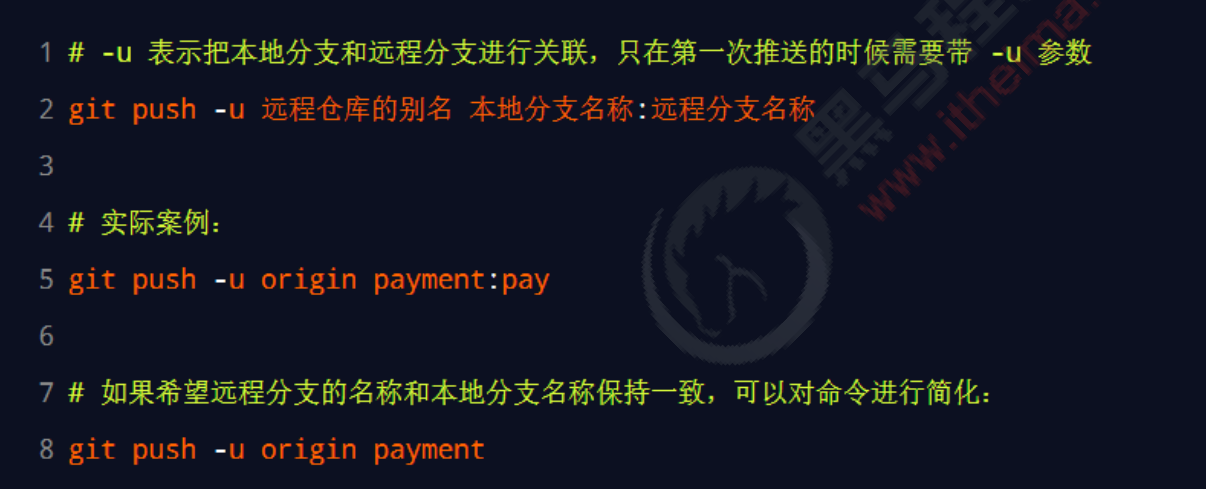 1 # -u 表示把本地分支和远程分支进行关联，只在第一次推送的时候需要带 -u 参数
2 git push -u 远程仓库的别名 本地分支名称:远程分支名称
3
4 # 实际案例：
5 git push -u origin payment:pay
6
7 # 如果希望远程分支的名称和本地分支名称保持一致，可以对命令进行简化：
8 git push -u origin payment
黑马程
www.itheima.